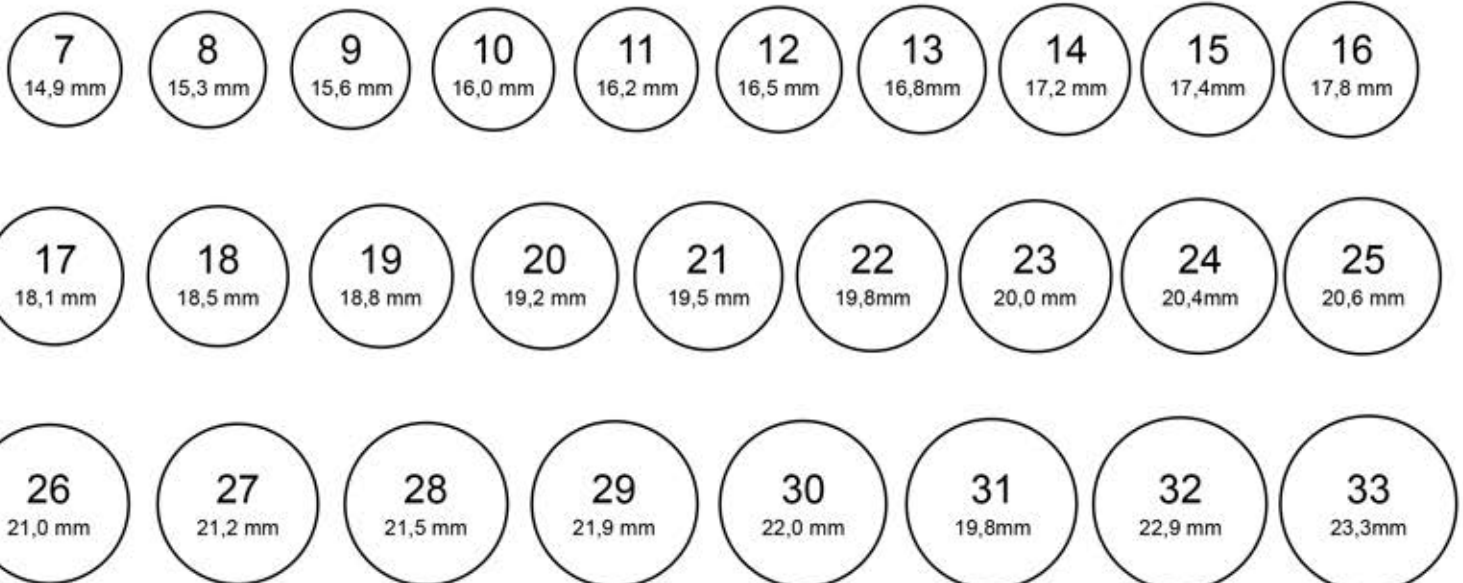 7 8 9 10 11 12 13 14 15 16
14,9 mm 15,3 mm 15,6 mm 16,0 mm 16,2 mm 16,5 mm 16,8mm 17,2 mm 17,4mm 17,8 mm
17 18 19 20 21 22 23 24 25
18,1 mm 18,5 mm 18,8 mm 19,2 mm 19,5 mm 19,8mm 20,0 mm 20,4mm 20,6 mm
26 27 28 29 30 31 32 33
21,0 mm 21,2 mm 21,5 mm 21,9 mm 22,0 mm 19,8mm 22,9 mm 23,3mm